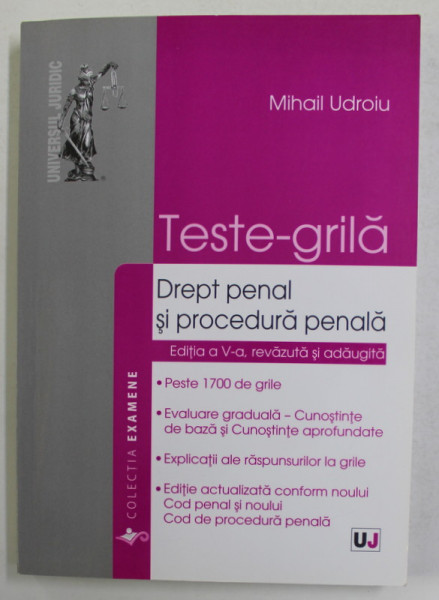 UNIVERSUL JURIDIC
Mihail Udroiu
Teste-grilă
Drept penal
și procedură penală
Ediția a V-a, revăzută și adăugită
• Peste 1700 de grile
• Evaluare graduală – Cunoștințe
de bază și Cunoștințe aprofundate
• Explicații ale răspunsurilor la grile
• Ediție actualizată conform noului
Cod penal și noului
Cod de procedură penală
COLECȚIA EXAMENE
UJ